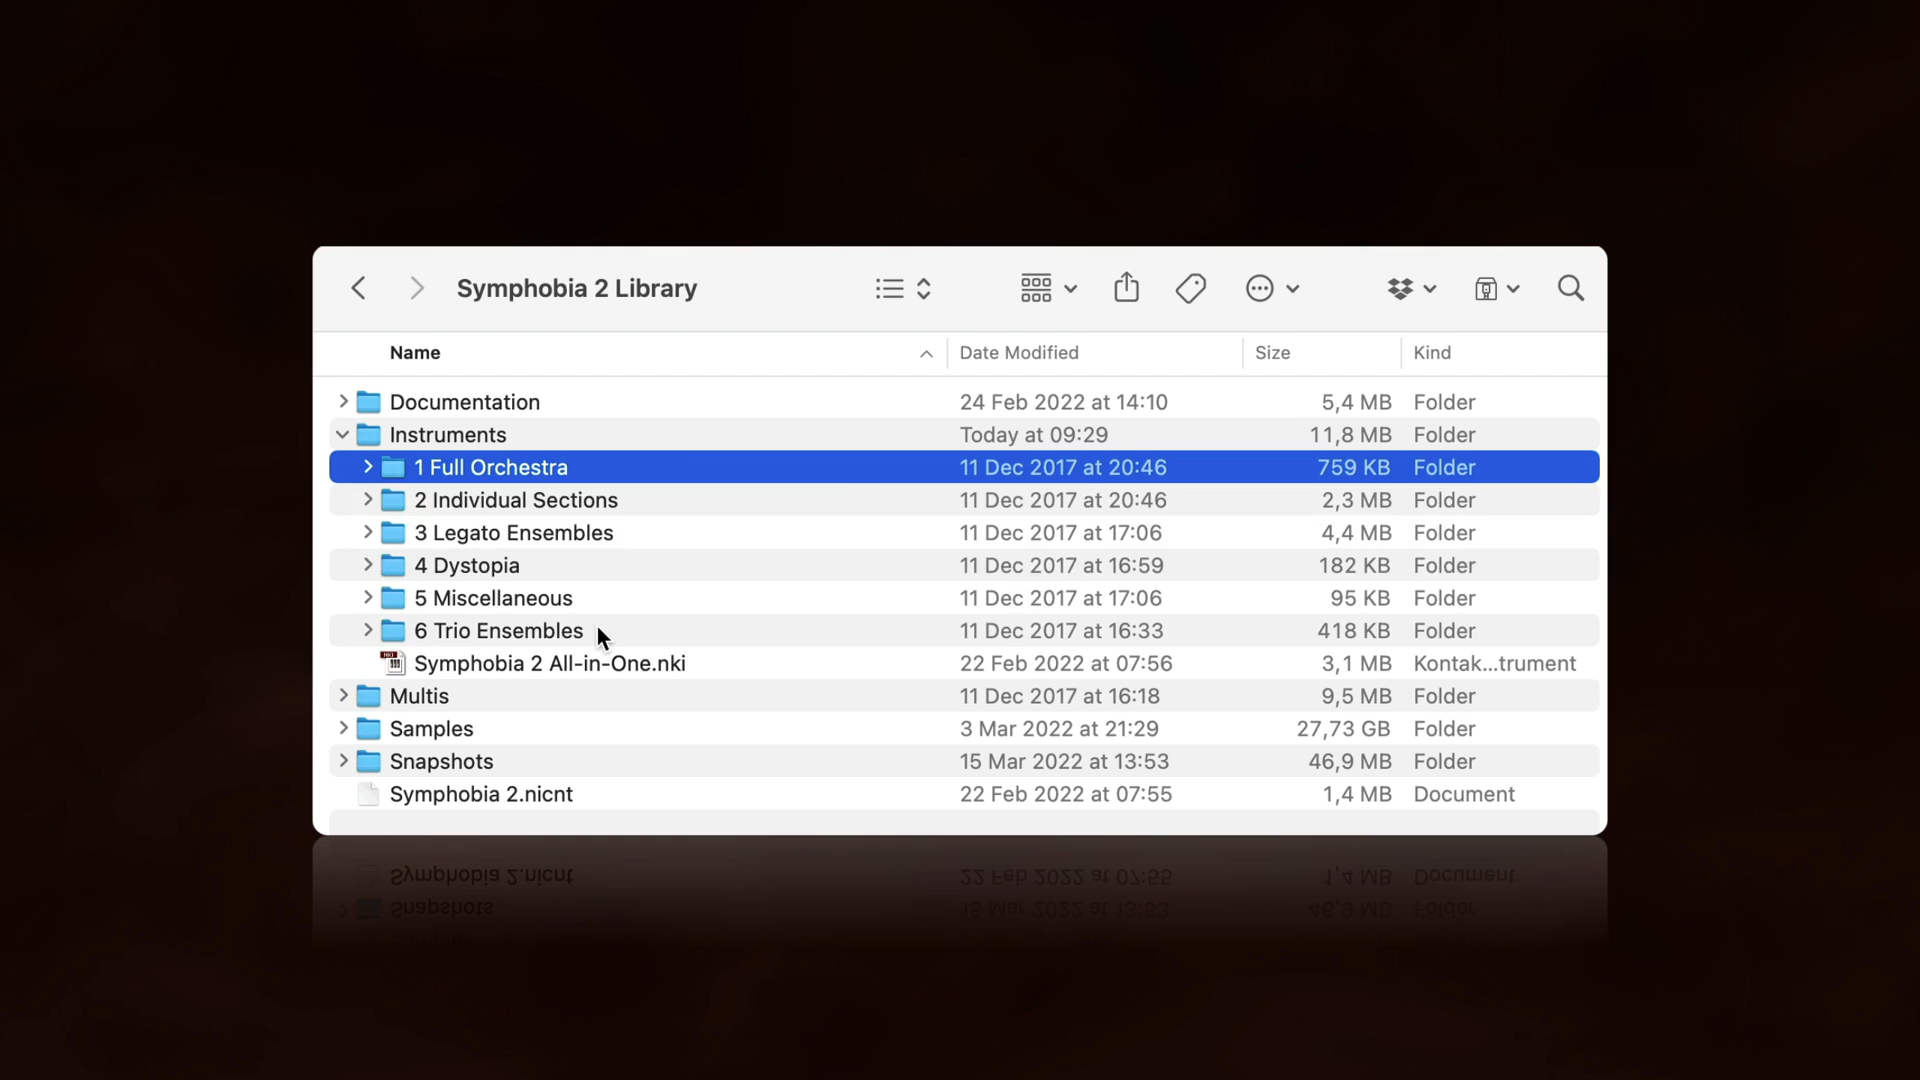 Symphobia 2 Library
Name Date Modified Size Kind
Documentation 24 Feb 2022 at 14:10 5,4 MB Folder
Instruments Today at 09:29 11,8 MB Folder
1 Full Orchestra 11 Dec 2017 at 20:46 759 KB Folder
2 Individual Sections 11 Dec 2017 at 20:46 2,3 MB Folder
3 Legato Ensembles 11 Dec 2017 at 17:06 4,4 MB Folder
4 Dystopia 11 Dec 2017 at 16:59 182 KB Folder
5 Miscellaneous 11 Dec 2017 at 17:06 95 KB Folder
6 Trio Ensembles 11 Dec 2017 at 16:33 418 KB Folder
Symphobia 2 All-in-One.nki 22 Feb 2022 at 07:56 3,1 MB Kontak...trument
Multis 11 Dec 2017 at 16:18 9,5 MB Folder
Samples 3 Mar 2022 at 21:29 27,73 GB Folder
Snapshots 15 Mar 2022 at 13:53 46,9 MB Folder
Symphobia 2.nicnt 22 Feb 2022 at 07:55 1,4 MB Document